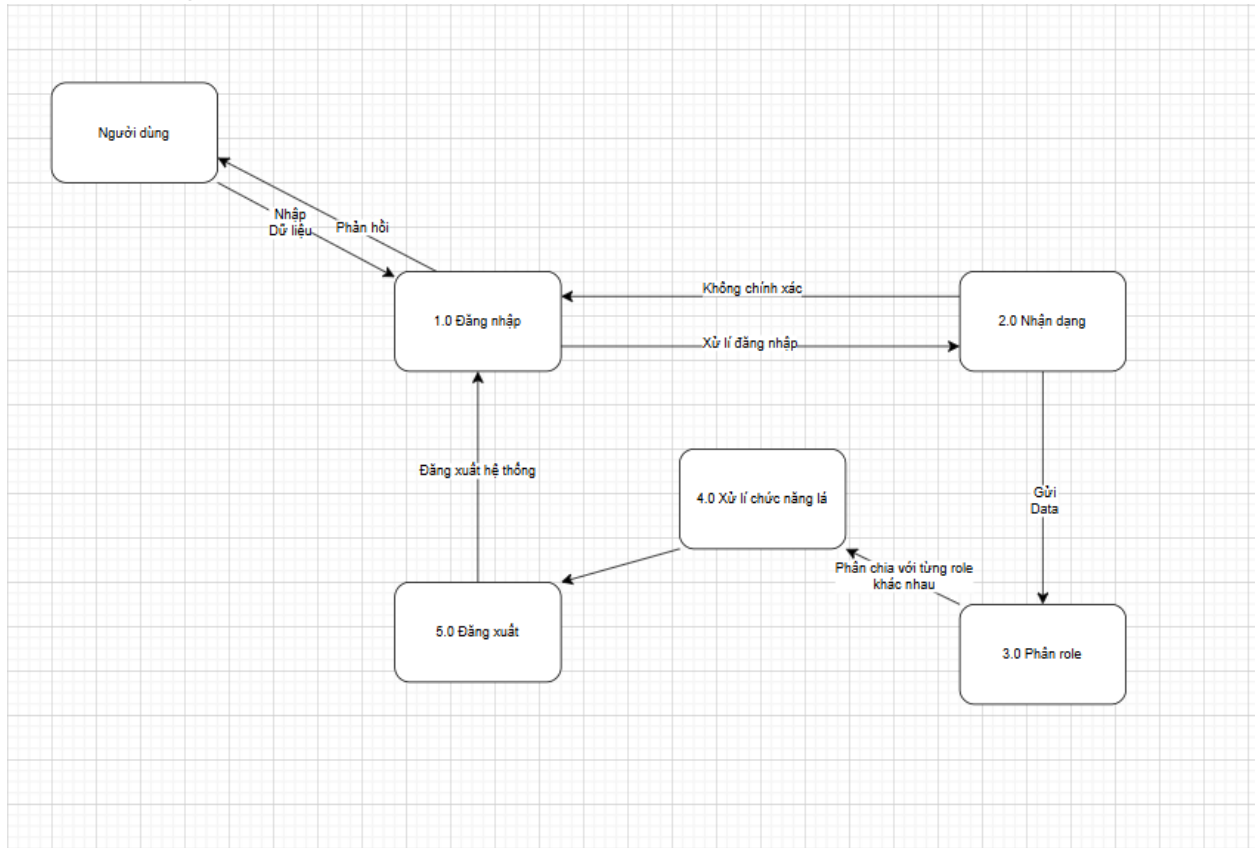 Người dùng
Nhập
Dữ liệu
Phản hồi
Không chính xác
1.0 Đăng nhập
2.0 Nhận dạng
Xử lí đăng nhập
Đăng xuất hệ thống
4.0 Xử lí chức năng lá
Gửi
Data
Phân chia với từng role
khác nhau
5.0 Đăng xuất
3.0 Phân role